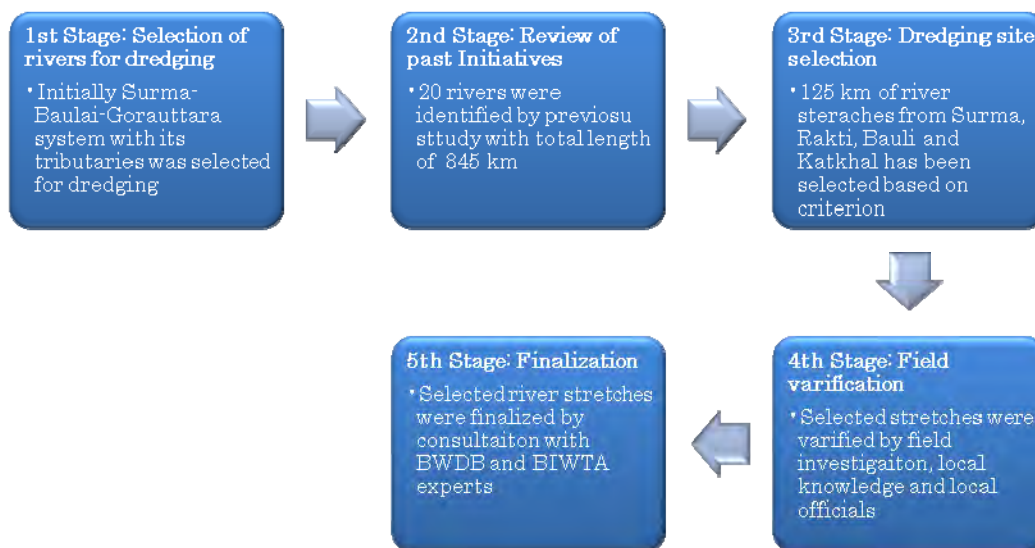 1st Stage: Selection of
rivers for dredging
• Initially Surma-
Baulai-Gorauttara
system with its
tributaries was selected
for dredging
2nd Stage: Review of
past Initiatives
• 20 rivers were
identified by previosu
sttudy with total length
of 845 km
3rd Stage: Dredging site
selection
• 125 km of river
steraches from Surma,
Rakti, Bauli and
Katkhal has been
selected based on
criterion
4th Stage: Field
varification
• Selected stretches were
varified by field
investigaiton, local
knowledge and local
officials
5th Stage: Finalization
• Selected river stretches
were finalized by
consultaiton with
BWDB and BIWTA
experts